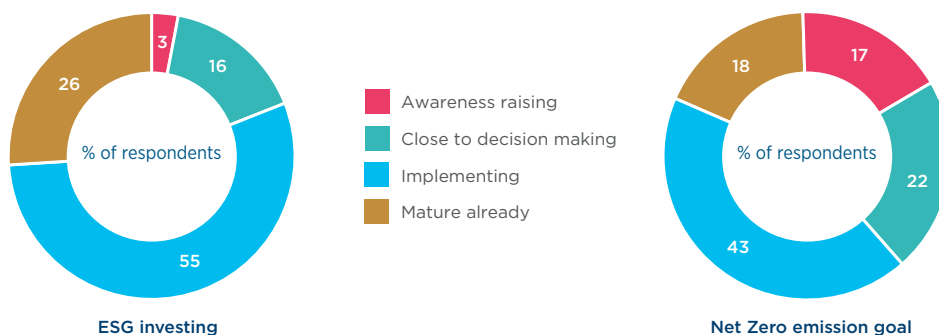 3
16
26
% of respondents
55
ESG investing
Awareness raising
Close to decision making
Implementing
Mature already
17
18
% of respondents
22
43
Net Zero emission goal